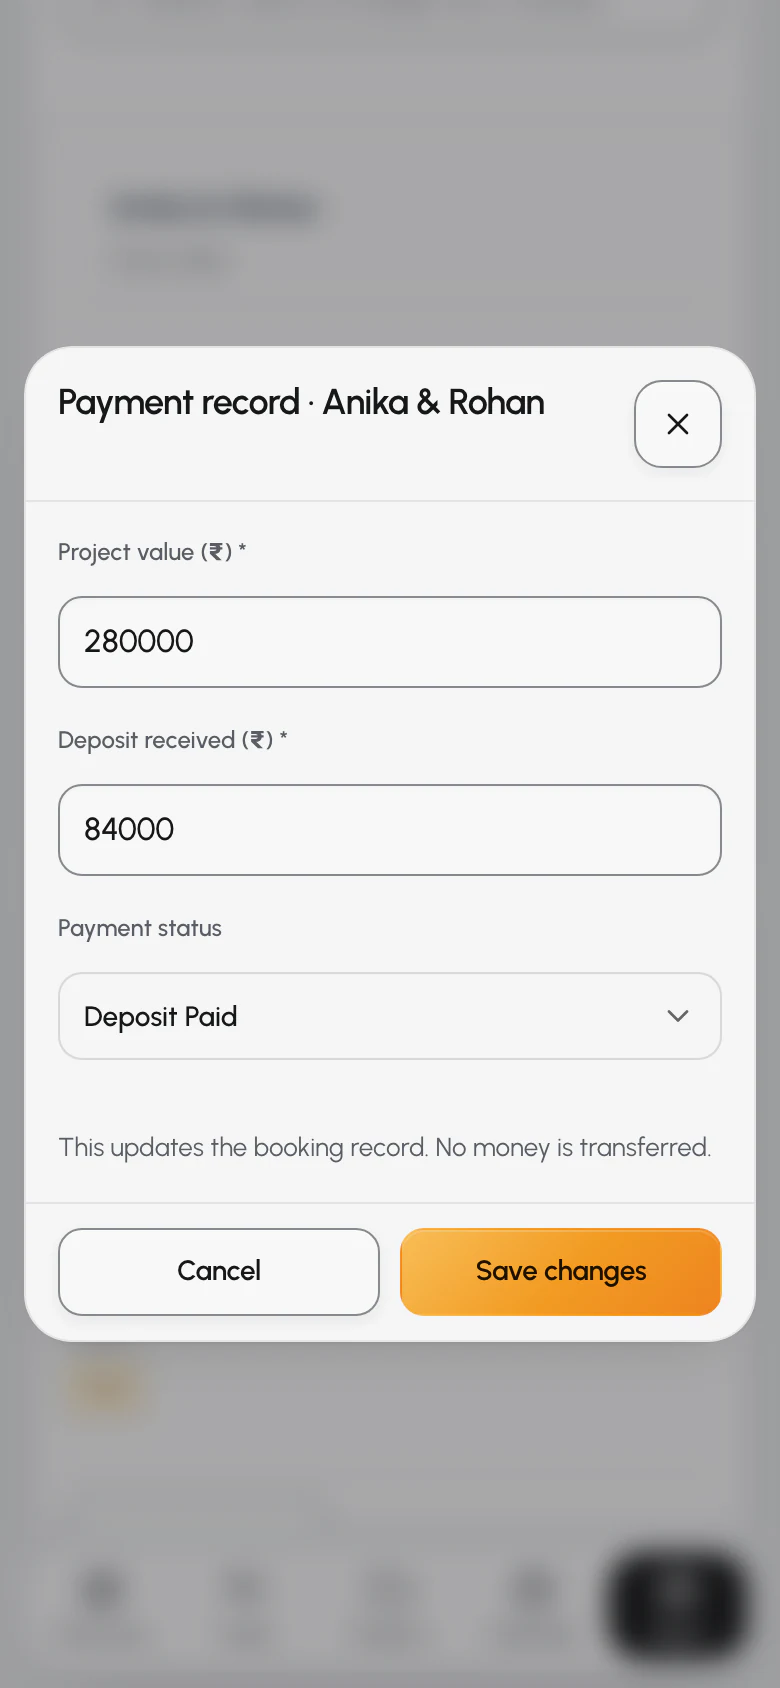 Payment record · Anika & Rohan
Project value (₹) *
280000
Deposit received (₹) *
84000
Payment status
Deposit Paid
This updates the booking record. No money is transferred.
Cancel
Save changes